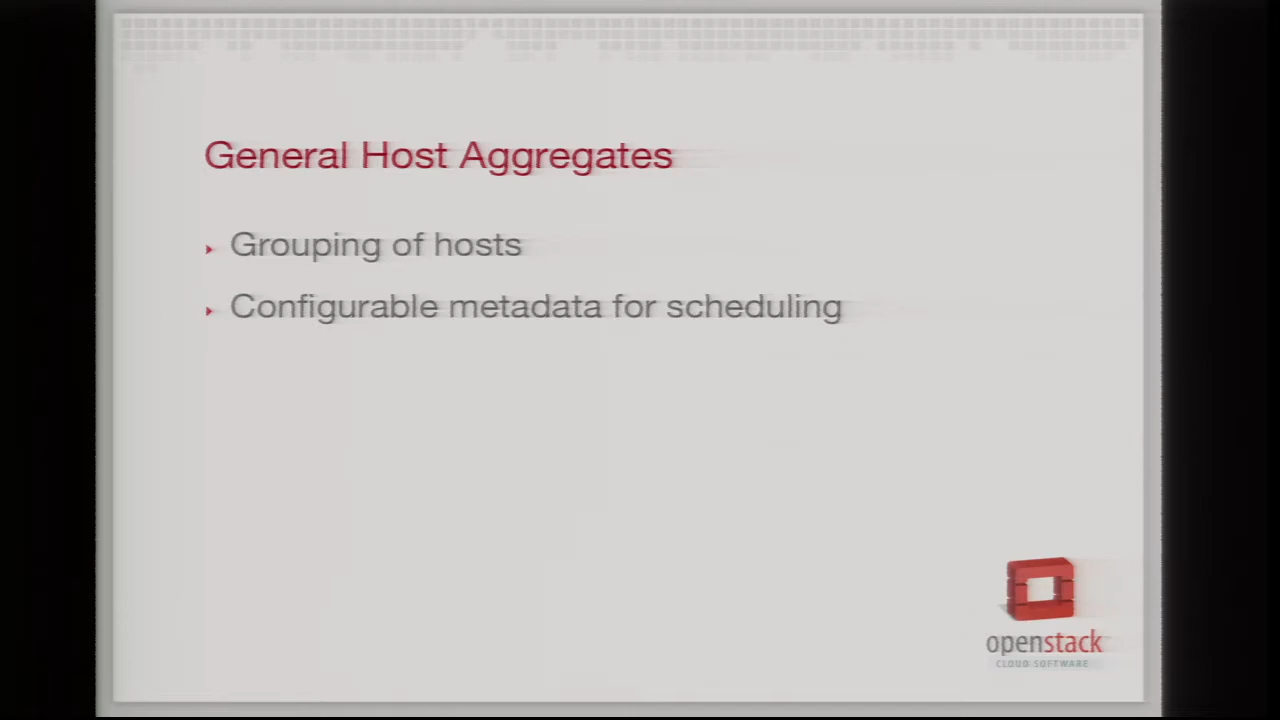 General Host Aggregates
Grouping of hosts
Configurable metadata for scheduling
openstack
CLOUD SOFTWARE